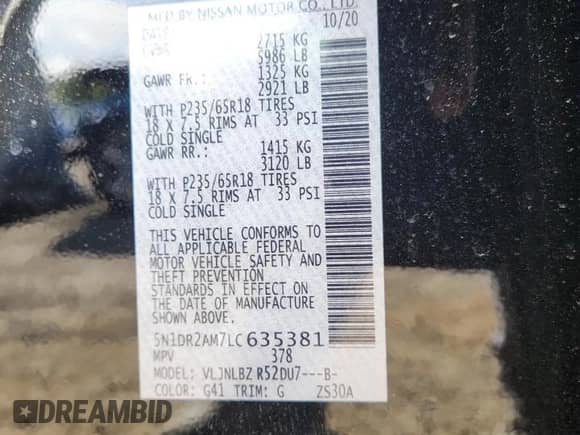 MFD BY NISSAN MOTOR CO., LTD.
DATE 10/20
GVWR 2715 KG
5986 LB
GAWR FR.: 1325 KG
2921 LB
WITH P235/65R18 TIRES
18 X 7.5 RIMS AT 33 PSI
COLD SINGLE
GAWR RR.: 1415 KG
3120 LB
WITH P235/65R18 TIRES
18 X 7.5 RIMS AT 33 PSI
COLD SINGLE
THIS VEHICLE CONFORMS TO
ALL APPLICABLE FEDERAL
MOTOR VEHICLE SAFETY AND
THEFT PREVENTION
STANDARDS IN EFFECT ON
THE DATE OF MANUFACTURE
SHOWN ABOVE.
5N1DR2AM7LC635381
MPV 378
MODEL: VLJNLBZ R52DU7---B-
COLOR: G41 TRIM: G ZS30A
DREAMBID